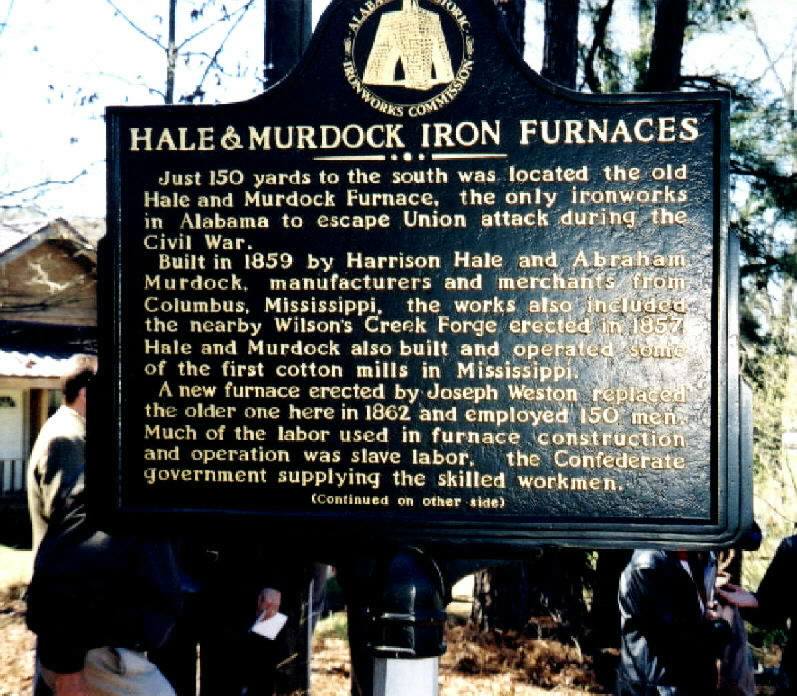 ALABAMA HISTORIC
IRONWORKS COMMISSION
HALE & MURDOCK IRON FURNACES
Just 150 yards to the south was located the old
Hale and Murdock Furnace, the only ironworks
in Alabama to escape Union attack during the
Civil War.
Built in 1859 by Harrison Hale and Abraham
Murdock, manufacturers and merchants from
Columbus, Mississippi, the works also included
the nearby Wilson's Creek Forge erected in 1857.
Hale and Murdock also built and operated some
of the first cotton mills in Mississippi.
A new furnace erected by Joseph Weston replaced
the older one here in 1862 and employed 150 men.
Much of the labor used in furnace construction
and operation was slave labor, the Confederate
government supplying the skilled workmen.
(Continued on other side)